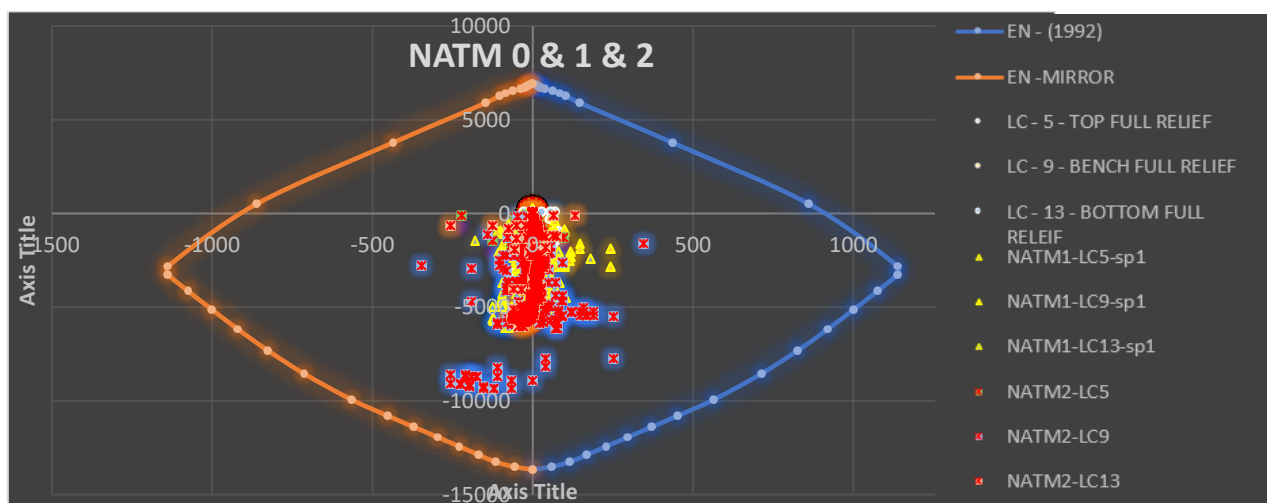 NATM 0 & 1 & 2
10000
5000
0
-5000
-10000
-15000
-1500
-1000
-500
0
500
1000
Axis Title
Axis Title
EN - (1992)
EN -MIRROR
LC - 5 - TOP FULL RELIEF
LC - 9 - BENCH FULL RELIEF
LC - 13 - BOTTOM FULL
RELEIF
NATM1-LC5-sp1
NATM1-LC9-sp1
NATM1-LC13-sp1
NATM2-LC5
NATM2-LC9
NATM2-LC13